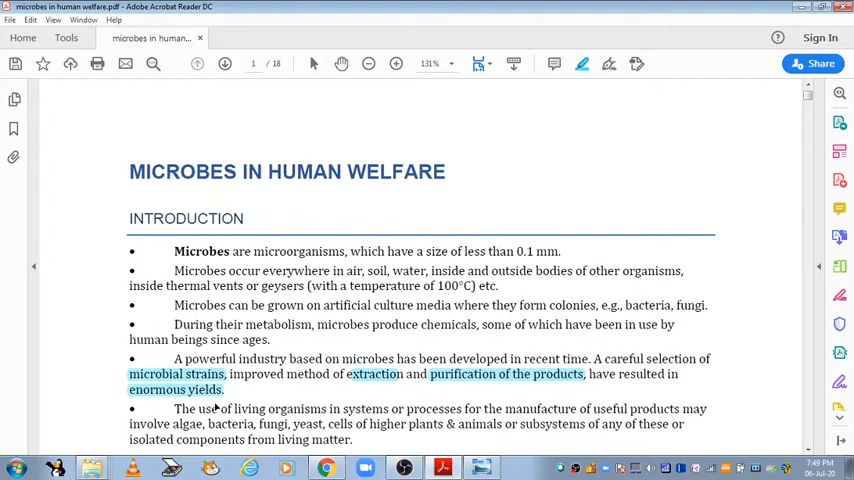 microbes in human welfare.pdf - Adobe Acrobat Reader DC
File Edit View Window Help
Home Tools microbes in human... × Sign In
1 / 18 131% Share
MICROBES IN HUMAN WELFARE
INTRODUCTION
• Microbes are microorganisms, which have a size of less than 0.1 mm.
• Microbes occur everywhere in air, soil, water, inside and outside bodies of other organisms,
inside thermal vents or geysers (with a temperature of 100°C) etc.
• Microbes can be grown on artificial culture media where they form colonies, e.g., bacteria, fungi.
• During their metabolism, microbes produce chemicals, some of which have been in use by
human beings since ages.
• A powerful industry based on microbes has been developed in recent time. A careful selection of
microbial strains, improved method of extraction and purification of the products, have resulted in
enormous yields.
• The use of living organisms in systems or processes for the manufacture of useful products may
involve algae, bacteria, fungi, yeast, cells of higher plants & animals or subsystems of any of these or
isolated components from living matter.
7:49 PM
06-Jul-20